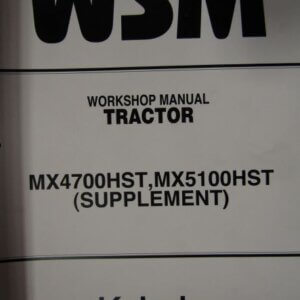 WSM
WORKSHOP MANUAL
TRACTOR
MX4700HST,MX5100HST
(SUPPLEMENT)